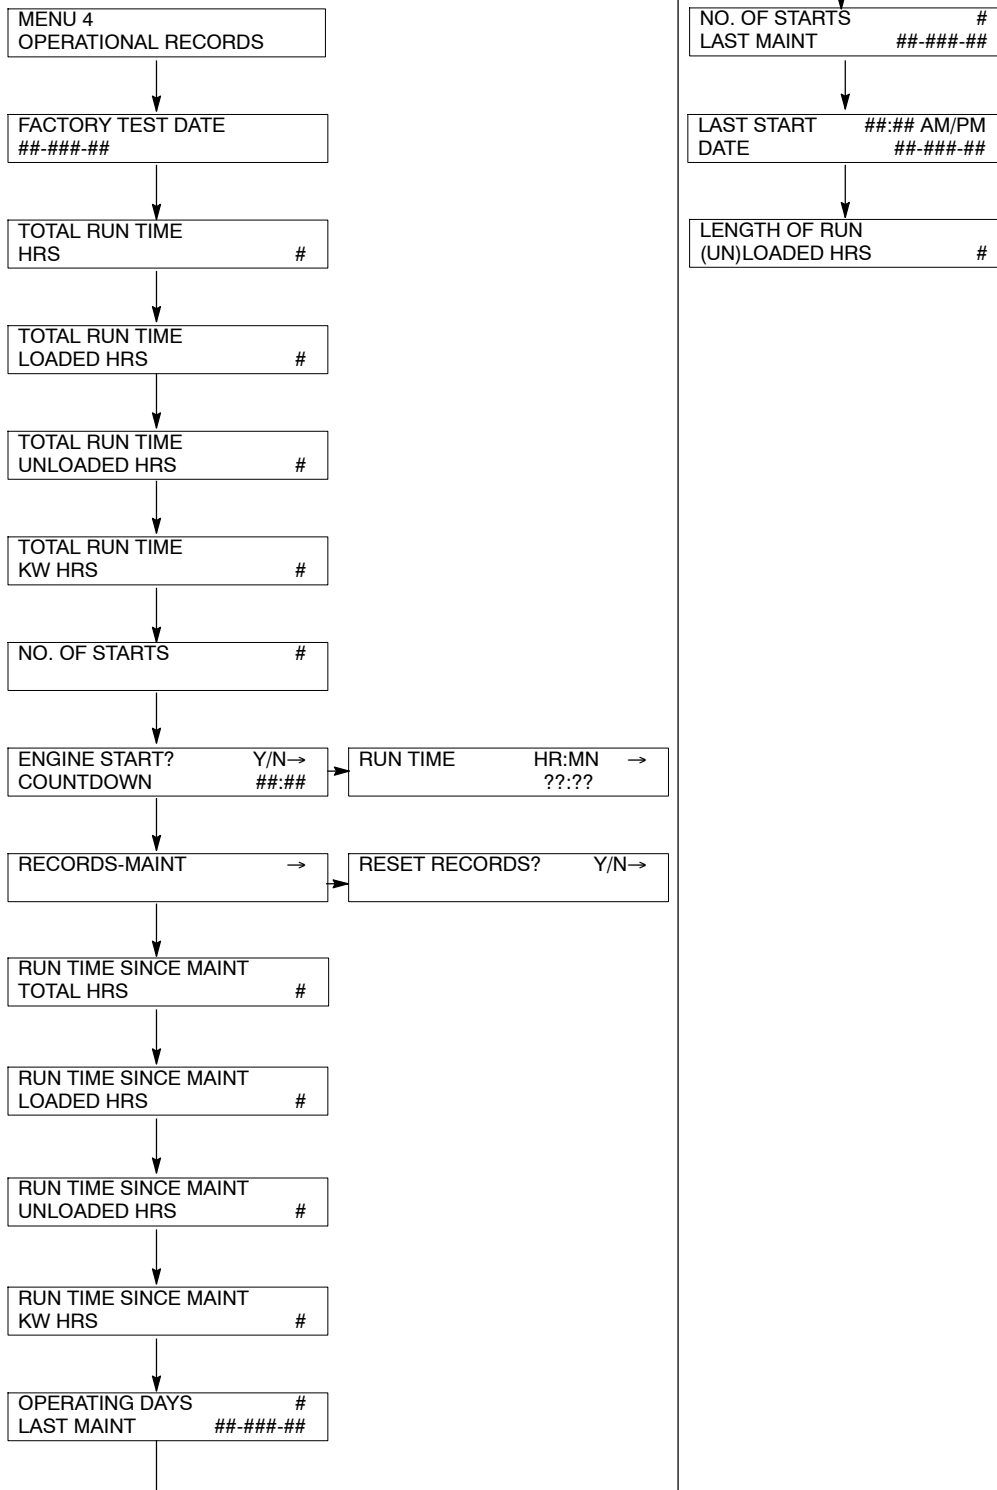 MENU 4
OPERATIONAL RECORDS
FACTORY TEST DATE
##-###-##
TOTAL RUN TIME
HRS #
TOTAL RUN TIME
LOADED HRS #
TOTAL RUN TIME
UNLOADED HRS #
TOTAL RUN TIME
KW HRS #
NO. OF STARTS #
ENGINE START? Y/N→
COUNTDOWN ##:##
RUN TIME HR:MN →
??:??
RECORDS-MAINT →
RESET RECORDS? Y/N→
RUN TIME SINCE MAINT
TOTAL HRS #
RUN TIME SINCE MAINT
LOADED HRS #
RUN TIME SINCE MAINT
UNLOADED HRS #
RUN TIME SINCE MAINT
KW HRS #
OPERATING DAYS #
LAST MAINT ##-###-##
NO. OF STARTS #
LAST MAINT ##-###-##
LAST START ##:## AM/PM
DATE ##-###-##
LENGTH OF RUN
(UN)LOADED HRS #